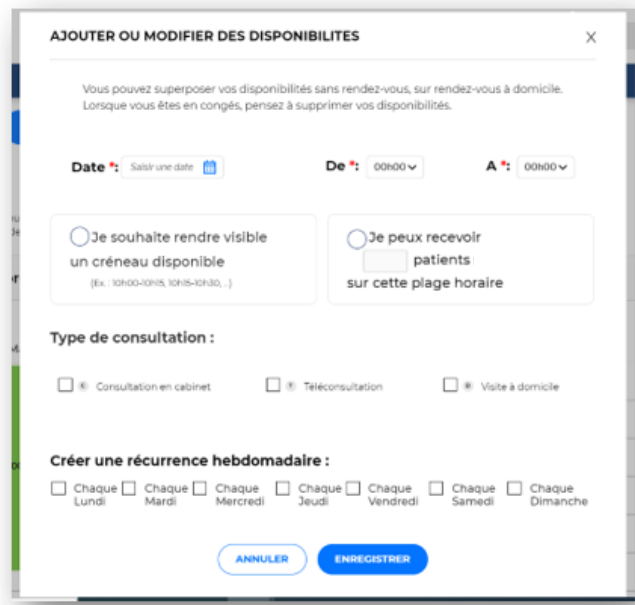 AJOUTER OU MODIFIER DES DISPONIBILITES
Vous pouvez superposer vos disponibilités sans rendez-vous, sur rendez-vous à domicile.
Lorsque vous êtes en congés, pensez à supprimer vos disponibilités.
Date *: Saisir une date De *: 00h00 A *: 00h00
Je souhaite rendre visible
un créneau disponible
(Ex. : 10h00-10h15, 10h15-10h30, ..)
Je peux recevoir
patients
sur cette plage horaire
Type de consultation :
C Consultation en cabinet T Téléconsultation Visite à domicile
Créer une récurrence hebdomadaire :
Chaque Lundi
Chaque Mardi
Chaque Mercredi
Chaque Jeudi
Chaque Vendredi
Chaque Samedi
Chaque Dimanche
ANNULER ENREGISTRER